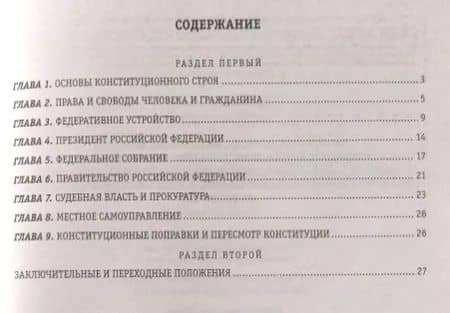 СОДЕРЖАНИЕ
РАЗДЕЛ ПЕРВЫЙ
ГЛАВА 1. ОСНОВЫ КОНСТИТУЦИОННОГО СТРОЯ 3
ГЛАВА 2. ПРАВА И СВОБОДЫ ЧЕЛОВЕКА И ГРАЖДАНИНА 5
ГЛАВА 3. ФЕДЕРАТИВНОЕ УСТРОЙСТВО 9
ГЛАВА 4. ПРЕЗИДЕНТ РОССИЙСКОЙ ФЕДЕРАЦИИ 14
ГЛАВА 5. ФЕДЕРАЛЬНОЕ СОБРАНИЕ 17
ГЛАВА 6. ПРАВИТЕЛЬСТВО РОССИЙСКОЙ ФЕДЕРАЦИИ 21
ГЛАВА 7. СУДЕБНАЯ ВЛАСТЬ И ПРОКУРАТУРА 23
ГЛАВА 8. МЕСТНОЕ САМОУПРАВЛЕНИЕ 26
ГЛАВА 9. КОНСТИТУЦИОННЫЕ ПОПРАВКИ И ПЕРЕСМОТР КОНСТИТУЦИИ 26
РАЗДЕЛ ВТОРОЙ
ЗАКЛЮЧИТЕЛЬНЫЕ И ПЕРЕХОДНЫЕ ПОЛОЖЕНИЯ 27